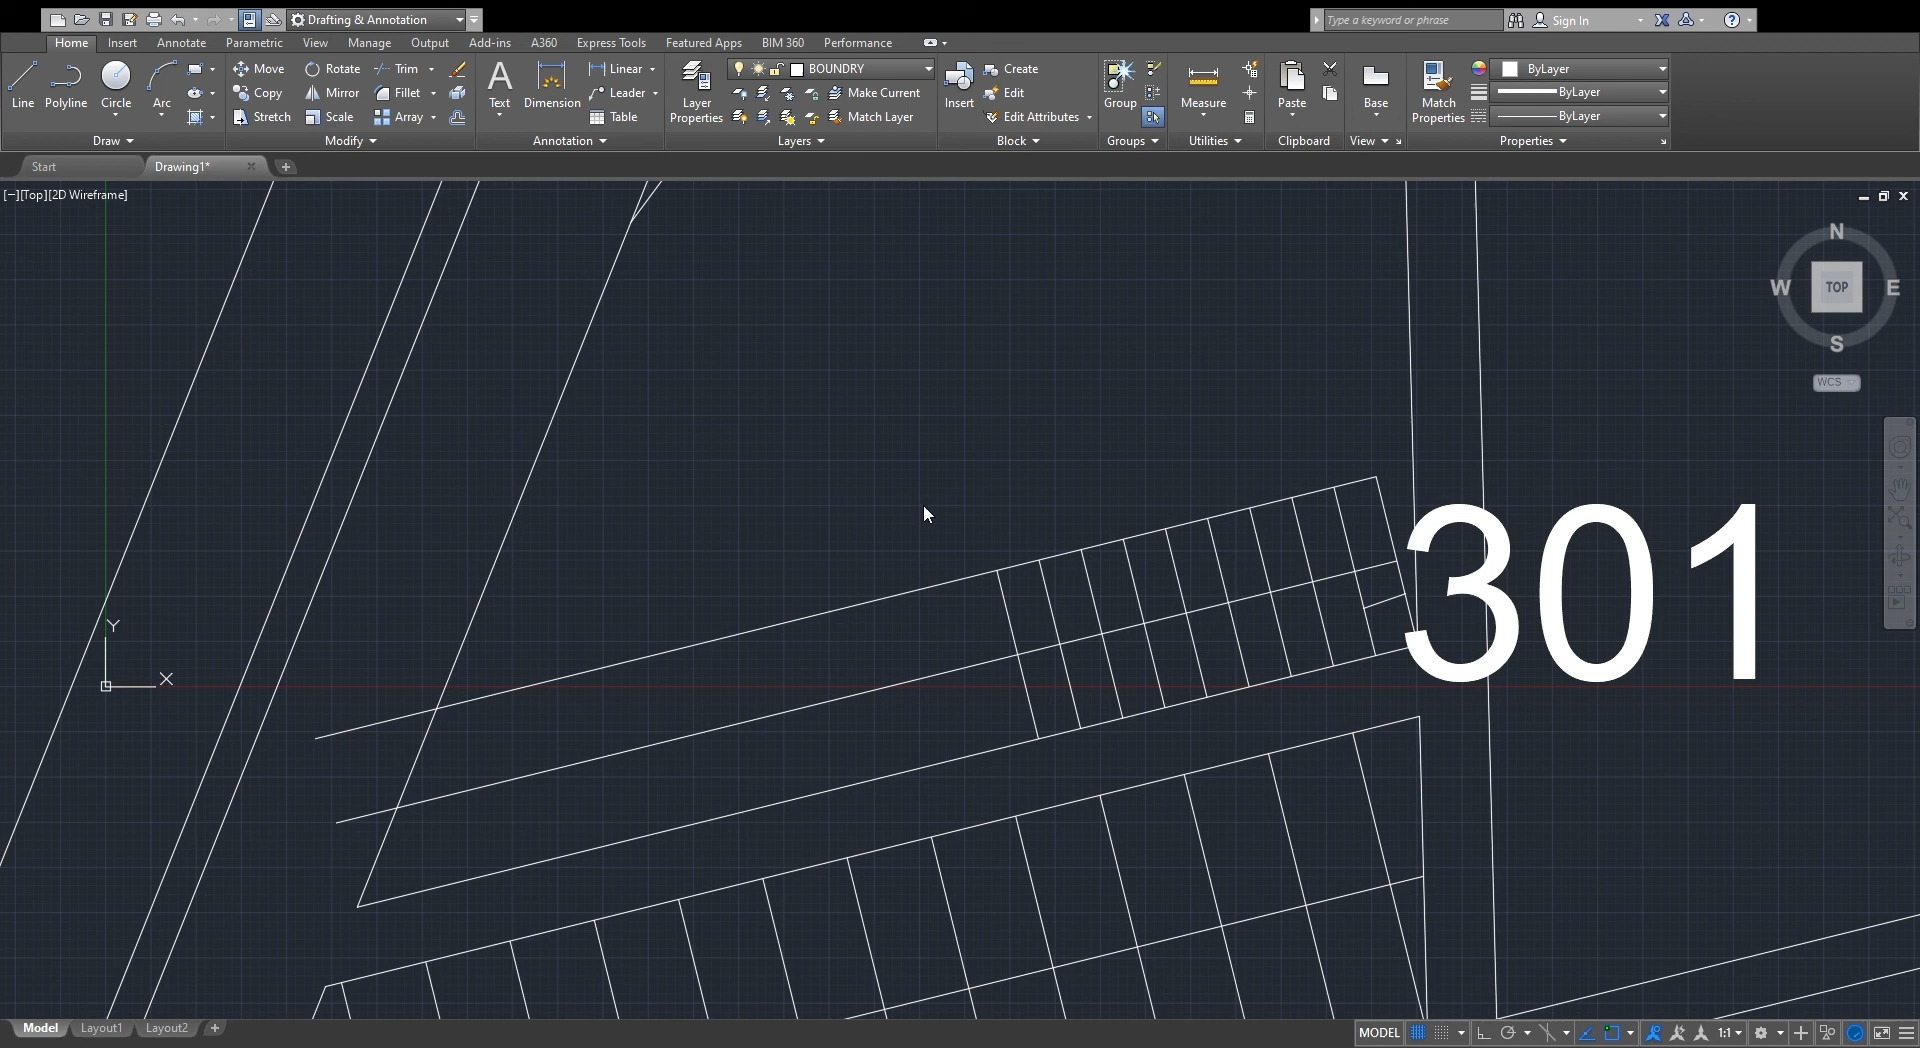 Drafting & Annotation
Type a keyword or phrase
Sign In
Home Insert Annotate Parametric View Manage Output Add-ins A360 Express Tools Featured Apps BIM 360 Performance
Line Polyline Circle Arc
Move Rotate Trim
Copy Mirror Fillet
Stretch Scale Array
Text Dimension
Linear
Leader
Table
Layer Properties
BOUNDRY
Make Current
Match Layer
Insert
Create
Edit
Edit Attributes
Group
Measure
Paste
Base
Match Properties
ByLayer
ByLayer
ByLayer
Draw Modify Annotation Layers Block Groups Utilities Clipboard View Properties
Start Drawing1* +
[−][Top][2D Wireframe]
N
W TOP E
S
WCS
301
Y
X
Model Layout1 Layout2 +
MODEL 1:1